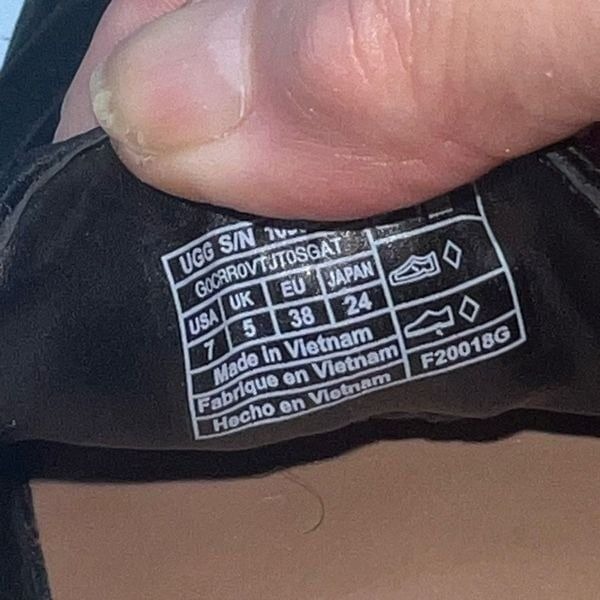 UGG S/N
G0CRR0VTJT0SGAT
USA UK EU JAPAN
7 5 38 24
Made in Vietnam
Fabrique en Vietnam
Hecho en Vietnam
F20018G